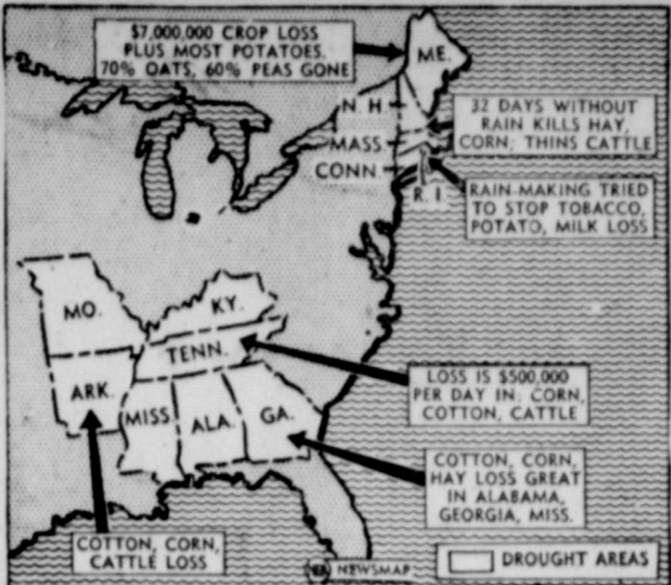 $7,000,000 CROP LOSS
PLUS MOST POTATOES,
70% OATS, 60% PEAS GONE
ME.
N. H
MASS
CONN.
R. I.
32 DAYS WITHOUT
RAIN KILLS HAY,
CORN; THINS CATTLE
RAIN-MAKING TRIED
TO STOP TOBACCO,
POTATO, MILK LOSS
MO.
KY.
TENN.
ARK.
MISS.
ALA.
GA.
LOSS IS $500,000
PER DAY IN: CORN,
COTTON, CATTLE
COTTON, CORN,
HAY LOSS GREAT
IN ALABAMA,
GEORGIA, MISS.
COTTON, CORN,
CATTLE LOSS
NEWSMAP
DROUGHT AREAS